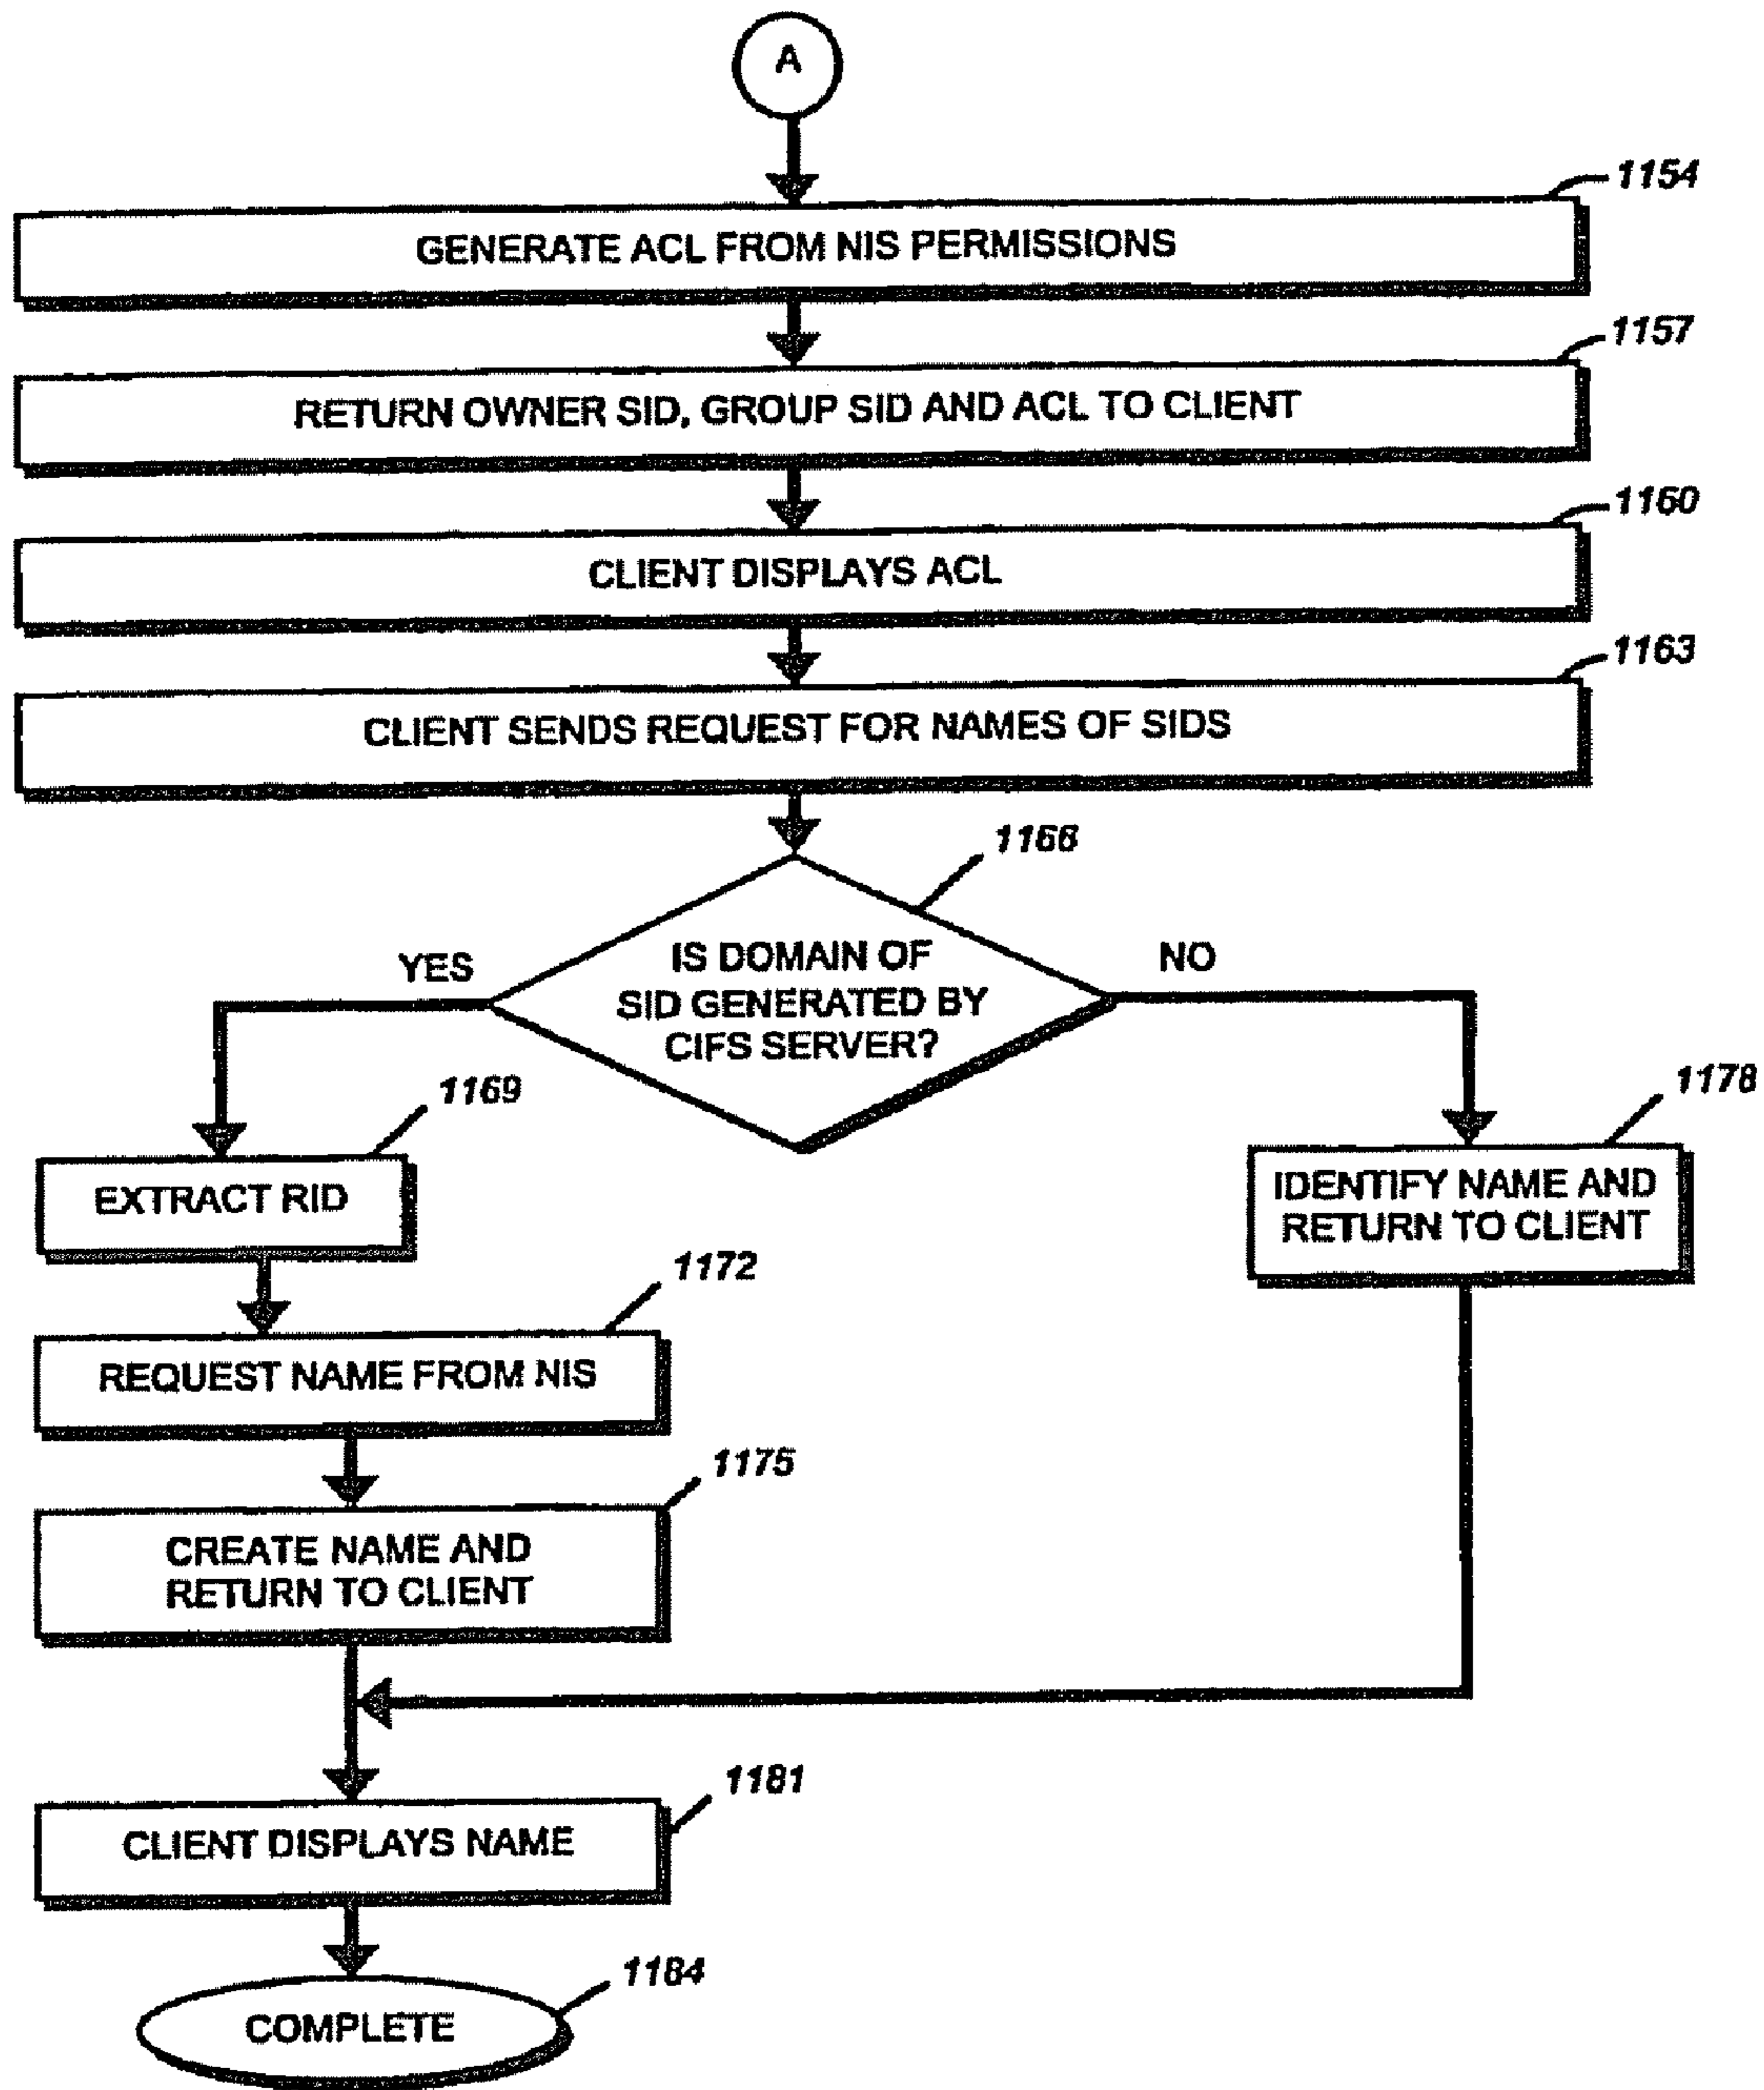 A
1154
GENERATE ACL FROM NIS PERMISSIONS
1157
RETURN OWNER SID, GROUP SID AND ACL TO CLIENT
1160
CLIENT DISPLAYS ACL
1163
CLIENT SENDS REQUEST FOR NAMES OF SIDS
1166
YES
IS DOMAIN OF
SID GENERATED BY
CIFS SERVER?
NO
1169
EXTRACT RID
1178
IDENTIFY NAME AND
RETURN TO CLIENT
1172
REQUEST NAME FROM NIS
1175
CREATE NAME AND
RETURN TO CLIENT
1181
CLIENT DISPLAYS NAME
1184
COMPLETE